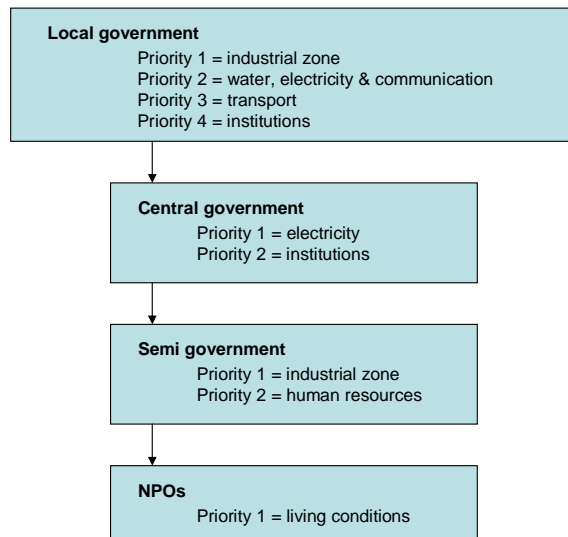 Local government
Priority 1 = industrial zone
Priority 2 = water, electricity & communication
Priority 3 = transport
Priority 4 = institutions
Central government
Priority 1 = electricity
Priority 2 = institutions
Semi government
Priority 1 = industrial zone
Priority 2 = human resources
NPOs
Priority 1 = living conditions